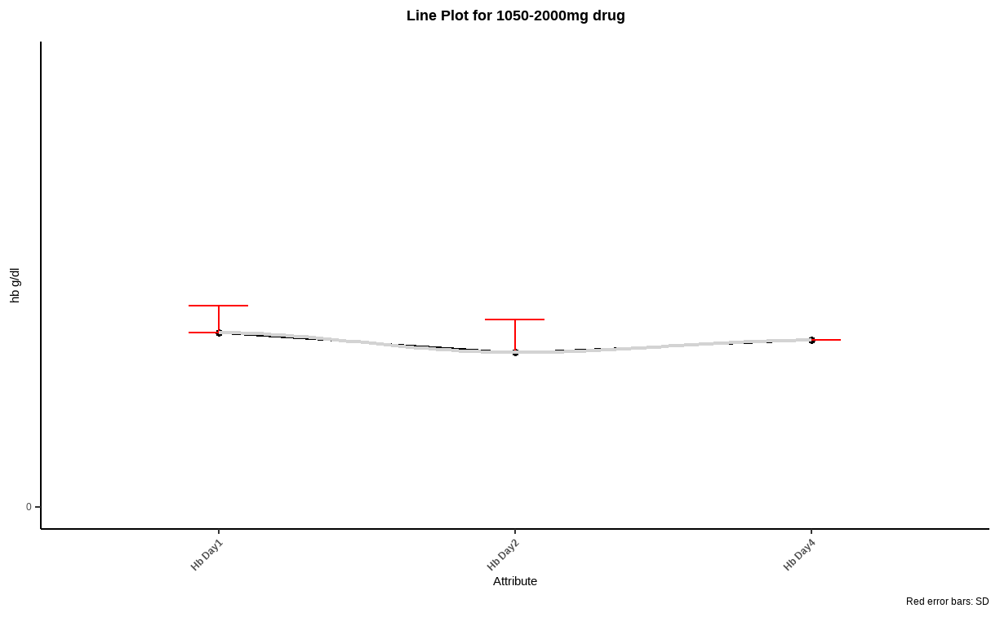 Line Plot for 1050-2000mg drug
hb g/dl
0
Hb Day1
Hb Day2
Hb Day4
Attribute
Red error bars: SD